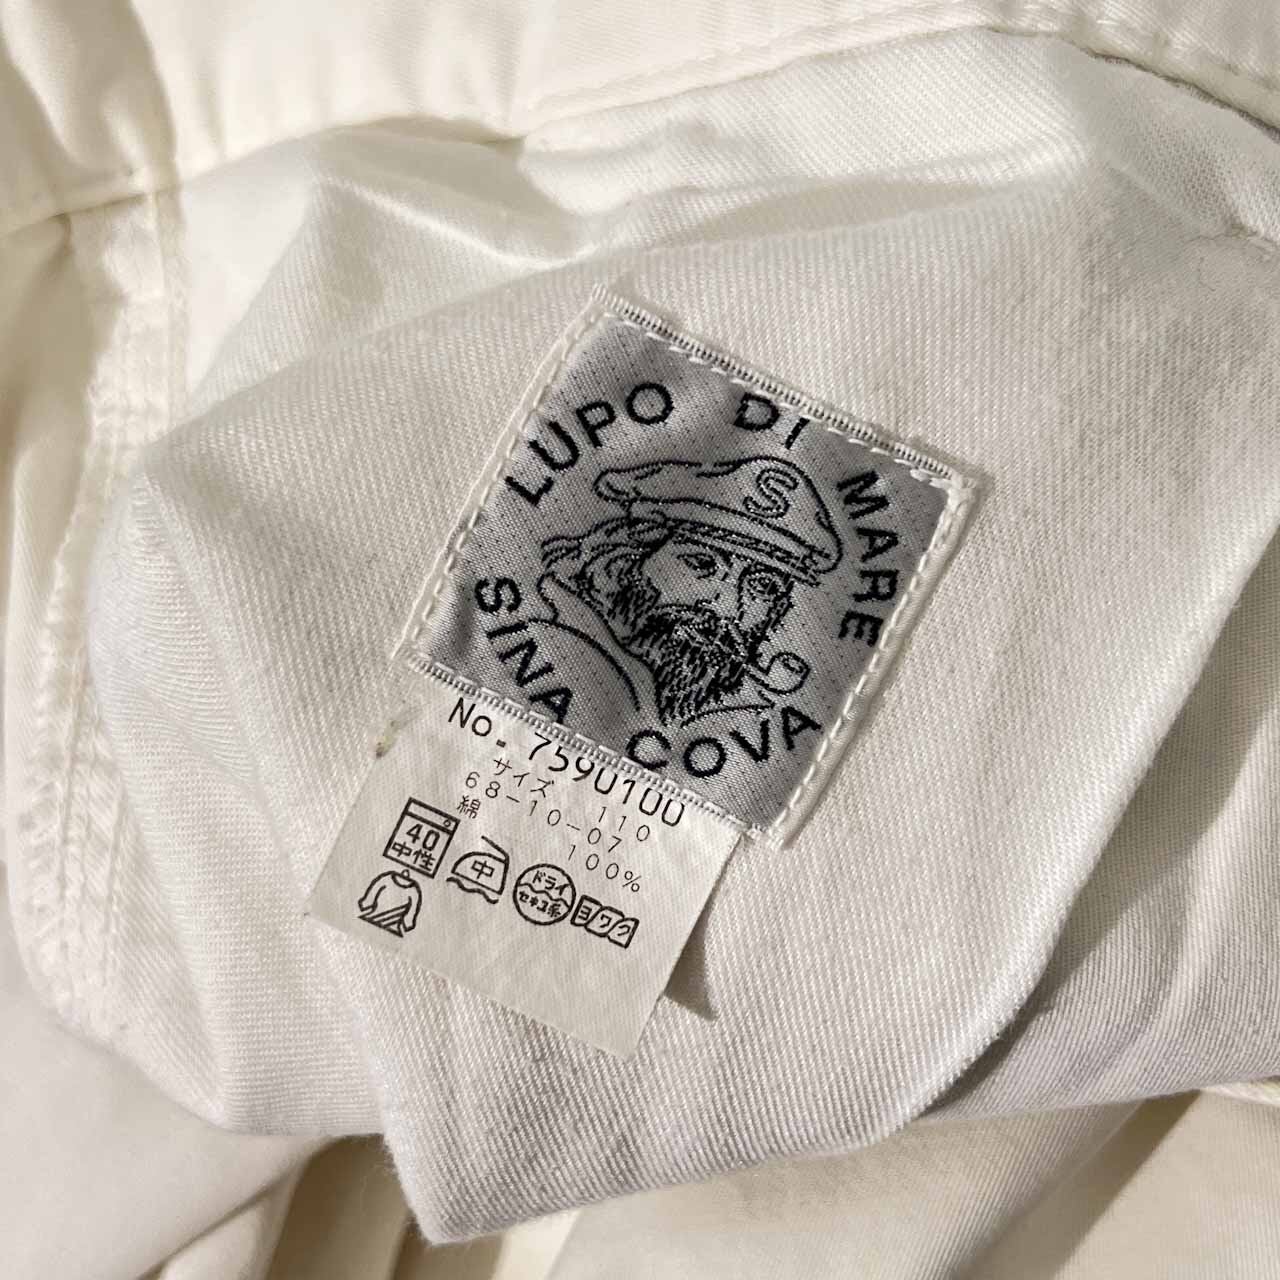 LUPO DI MARE
S
SINA COVA
No. 7590100
サイズ 110
68-10-07
綿 100%
40
中性
中
ドライ
セキユ系
ヨワク